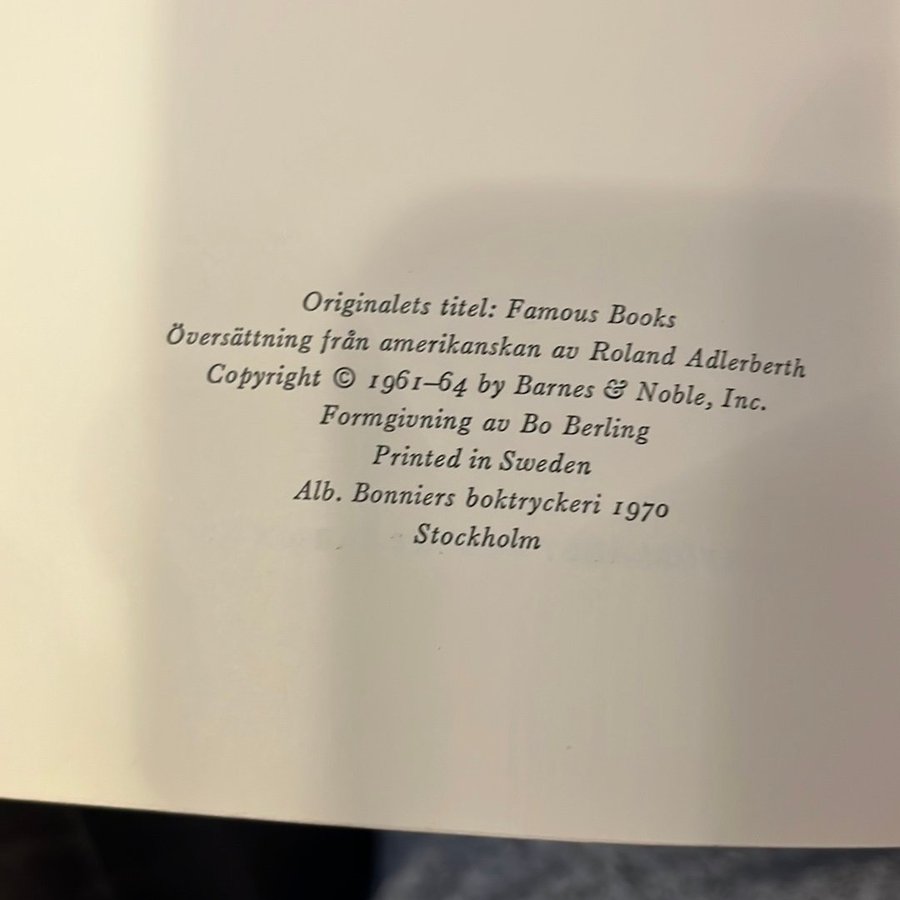 Originalets titel: Famous Books
Översättning från amerikanskan av Roland Adlerberth
Copyright © 1961–64 by Barnes & Noble, Inc.
Formgivning av Bo Berling
Printed in Sweden
Alb. Bonniers boktryckeri 1970
Stockholm